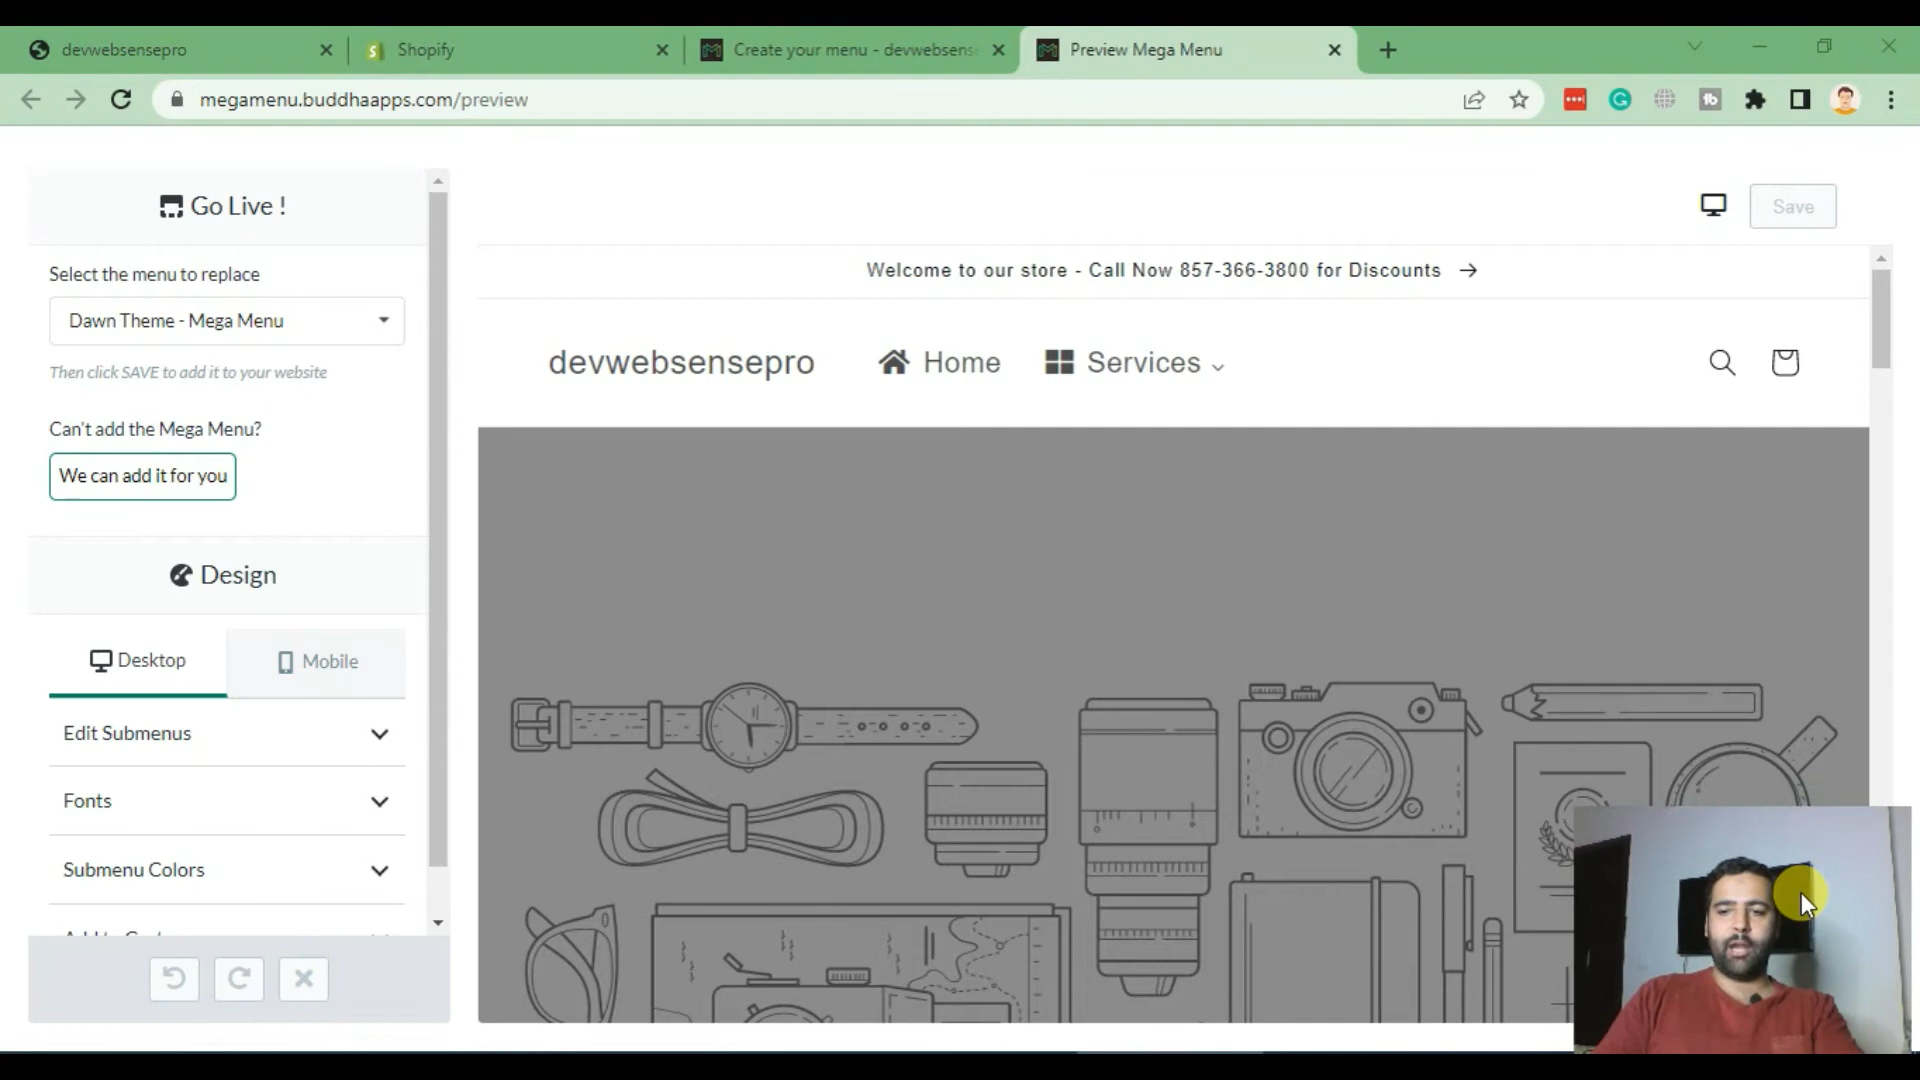 devwebsensepro
Shopify
Create your menu - devwebsens
Preview Mega Menu
megamenu.buddhaapps.com/preview
Go Live !
Save
Select the menu to replace
Welcome to our store - Call Now 857-366-3800 for Discounts
Dawn Theme - Mega Menu
devwebsensepro
Home
Services
Then click SAVE to add it to your website
Can't add the Mega Menu?
We can add it for you
Design
Desktop
Mobile
Edit Submenus
Fonts
Submenu Colors